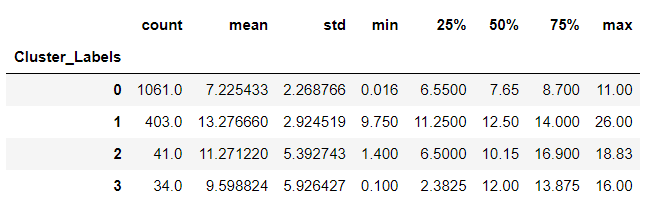 count mean std min 25% 50% 75% max
Cluster_Labels
0 1061.0 7.225433 2.268766 0.016 6.5500 7.65 8.700 11.00
1 403.0 13.276660 2.924519 9.750 11.2500 12.50 14.000 26.00
2 41.0 11.271220 5.392743 1.400 6.5000 10.15 16.900 18.83
3 34.0 9.598824 5.926427 0.100 2.3825 12.00 13.875 16.00